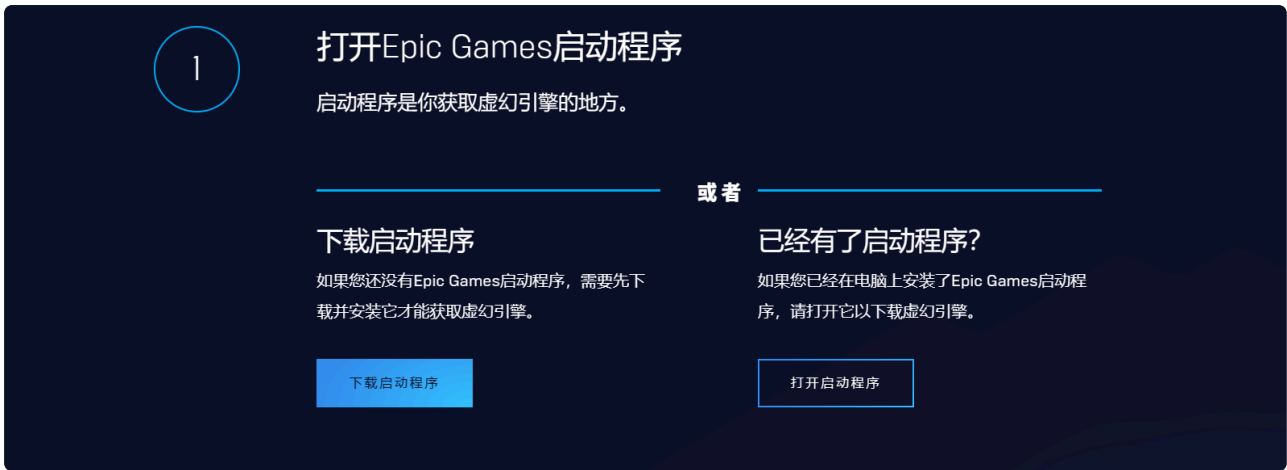 1
打开Epic Games启动程序
启动程序是你获取虚幻引擎的地方。
或者
下载启动程序
如果您还没有Epic Games启动程序，需要先下
载并安装它才能获取虚幻引擎。
下载启动程序
已经有了启动程序？
如果您已经在电脑上安装了Epic Games启动程
序，请打开它以下载虚幻引擎。
打开启动程序